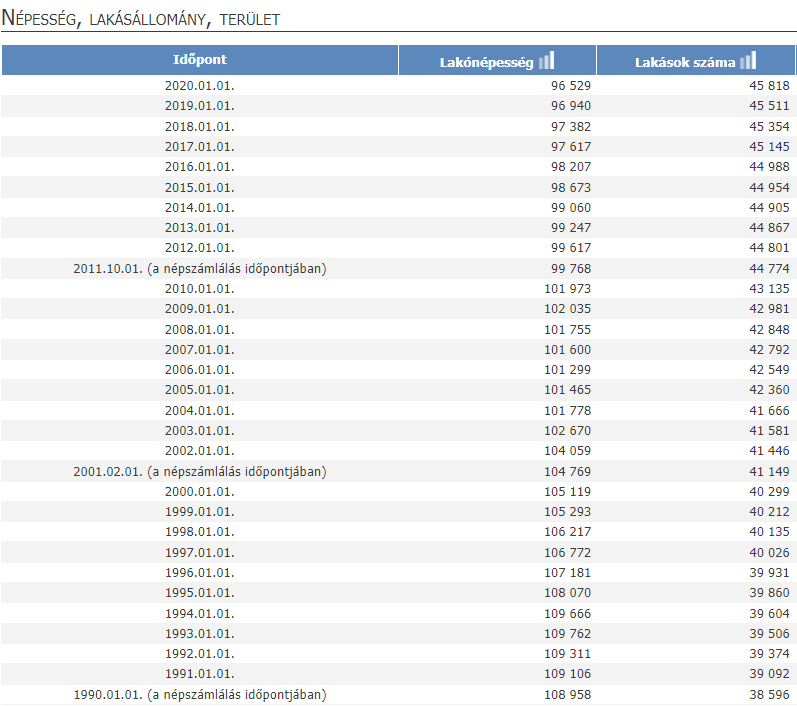 Népesség, lakásállomány, terület
Időpont Lakónépesség Lakások száma
2020.01.01. 96 529 45 818
2019.01.01. 96 940 45 511
2018.01.01. 97 382 45 354
2017.01.01. 97 617 45 145
2016.01.01. 98 207 44 988
2015.01.01. 98 673 44 954
2014.01.01. 99 060 44 905
2013.01.01. 99 247 44 867
2012.01.01. 99 617 44 801
2011.10.01. (a népszámlálás időpontjában) 99 768 44 774
2010.01.01. 101 973 43 135
2009.01.01. 102 035 42 981
2008.01.01. 101 755 42 848
2007.01.01. 101 600 42 792
2006.01.01. 101 299 42 549
2005.01.01. 101 465 42 360
2004.01.01. 101 778 41 666
2003.01.01. 102 670 41 581
2002.01.01. 104 059 41 446
2001.02.01. (a népszámlálás időpontjában) 104 769 41 149
2000.01.01. 105 119 40 299
1999.01.01. 105 293 40 212
1998.01.01. 106 217 40 135
1997.01.01. 106 772 40 026
1996.01.01. 107 181 39 931
1995.01.01. 108 070 39 860
1994.01.01. 109 666 39 604
1993.01.01. 109 762 39 506
1992.01.01. 109 311 39 374
1991.01.01. 109 106 39 092
1990.01.01. (a népszámlálás időpontjában) 108 958 38 596